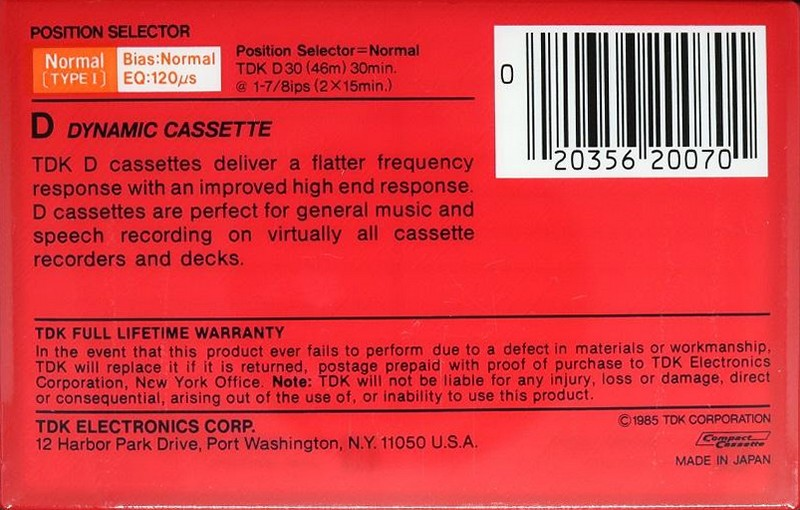 POSITION SELECTOR
Normal
[TYPE I]
Bias:Normal
EQ:120µs
Position Selector=Normal
TDK D30 (46m) 30min.
@ 1-7/8ips (2×15min.)
0
20356 20070
D DYNAMIC CASSETTE
TDK D cassettes deliver a flatter frequency
response with an improved high end response.
D cassettes are perfect for general music and
speech recording on virtually all cassette
recorders and decks.
TDK FULL LIFETIME WARRANTY
In the event that this product ever fails to perform due to a defect in materials or workmanship,
TDK will replace it if it is returned, postage prepaid with proof of purchase to TDK Electronics
Corporation, New York Office. Note: TDK will not be liable for any injury, loss or damage, direct
or consequential, arising out of the use of, or inability to use this product.
TDK ELECTRONICS CORP.
12 Harbor Park Drive, Port Washington, N.Y. 11050 U.S.A.
©1985 TDK CORPORATION
Compact
Cassette
MADE IN JAPAN